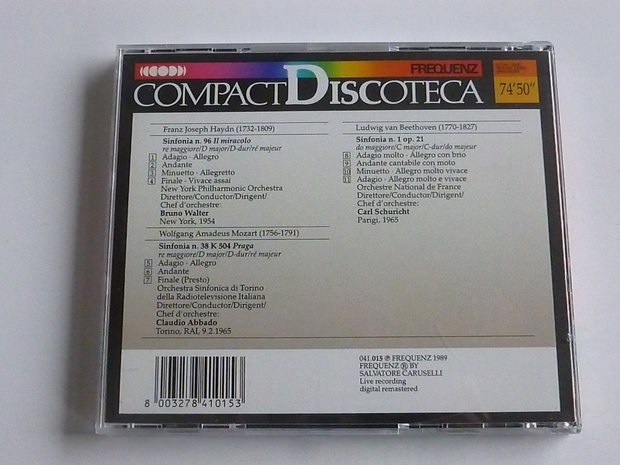 FREQUENZ
COMPACT DISCOTECA
74'50"
Franz Joseph Haydn (1732-1809)
Sinfonia n. 96 Il miracolo
re maggiore/D major/D-dur/ré majeur
1 Adagio - Allegro
2 Andante
3 Minuetto - Allegretto
4 Finale - Vivace assai
New York Philharmonic Orchestra
Direttore/Conductor/Dirigent/
Chef d'orchestre:
Bruno Walter
New York, 1954
Wolfgang Amadeus Mozart (1756-1791)
Sinfonia n. 38 K 504 Praga
re maggiore/D major/D-dur/ré majeur
5 Adagio - Allegro
6 Andante
7 Finale (Presto)
Orchestra Sinfonica di Torino
della Radiotelevisione Italiana
Direttore/Conductor/Dirigent/
Chef d'orchestre:
Claudio Abbado
Torino, RAI, 9.2.1965
Ludwig van Beethoven (1770-1827)
Sinfonia n. 1 op. 21
do maggiore/C major/C-dur/do majeur
8 Adagio molto - Allegro con brio
9 Andante cantabile con moto
10 Minuetto - Allegro molto vivace
11 Adagio - Allegro molto e vivace
Orchestre National de France
Direttore/Conductor/Dirigent/
Chef d'orchestre:
Carl Schuricht
Parigi, 1965
041.015 ℗ FREQUENZ 1989
FREQUENZ ® BY
SALVATORE CARUSELLI
Live recording
digital remastered
8 003278 410153